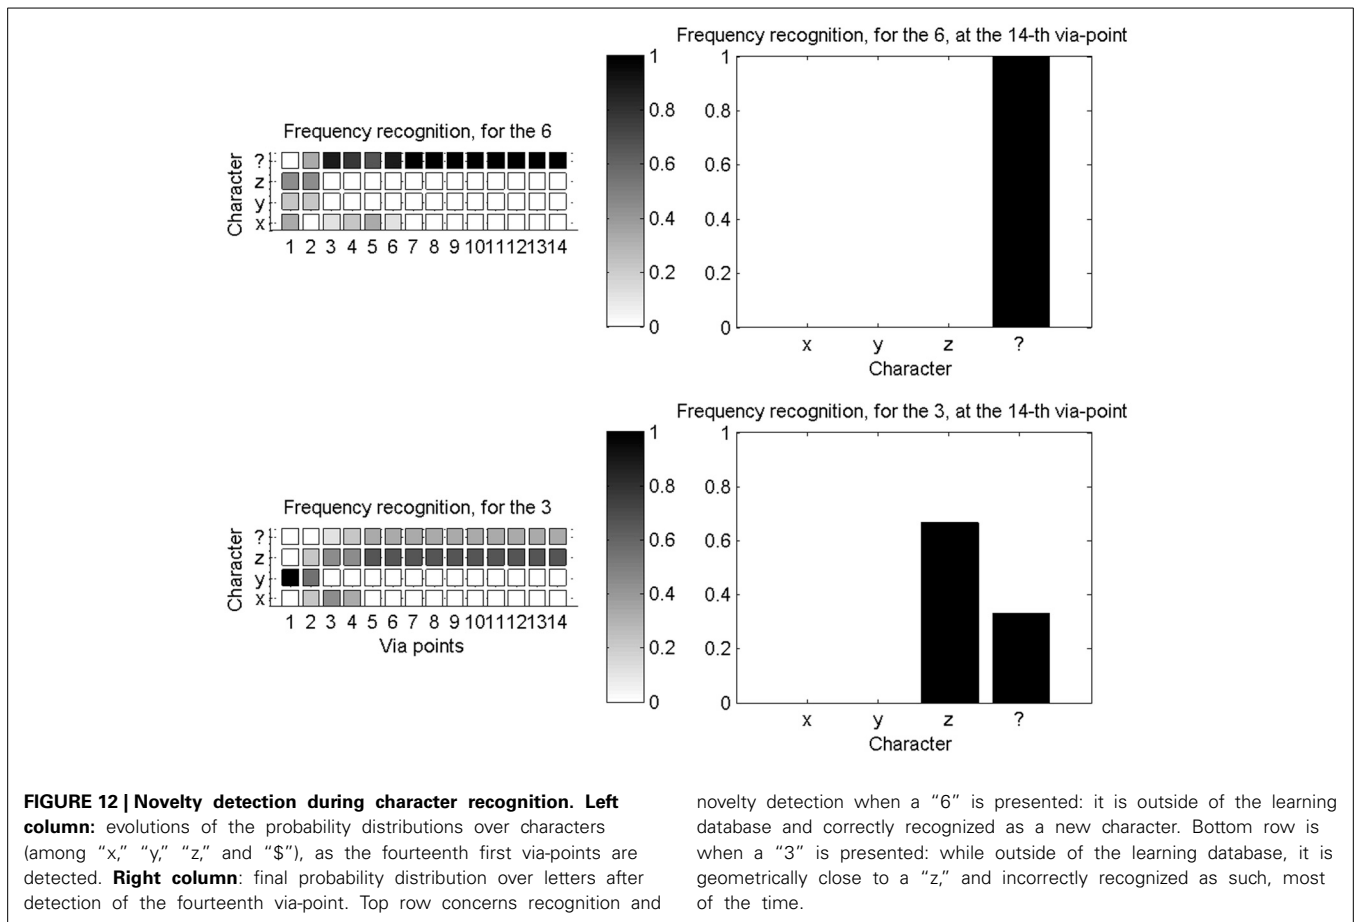 Frequency recognition, for the 6, at the 14-th via-point
1
0.8
0.6
0.4
0.2
0
x y z ?
Character
Frequency recognition, for the 6
Character
?
z
y
x
1 2 3 4 5 6 7 8 9 10 11 12 13 14
1
0.8
0.6
0.4
0.2
0
Frequency recognition, for the 3, at the 14-th via-point
1
0.8
0.6
0.4
0.2
0
x y z ?
Character
Frequency recognition, for the 3
Character
?
z
y
x
1 2 3 4 5 6 7 8 9 10 11 12 13 14
Via points
1
0.8
0.6
0.4
0.2
0
FIGURE 12 | Novelty detection during character recognition. Left
column: evolutions of the probability distributions over characters
(among “x,” “y,” “z,” and “$”), as the fourteenth first via-points are
detected. Right column: final probability distribution over letters after
detection of the fourteenth via-point. Top row concerns recognition and
novelty detection when a “6” is presented: it is outside of the learning
database and correctly recognized as a new character. Bottom row is
when a “3” is presented: while outside of the learning database, it is
geometrically close to a “z,” and incorrectly recognized as such, most
of the time.